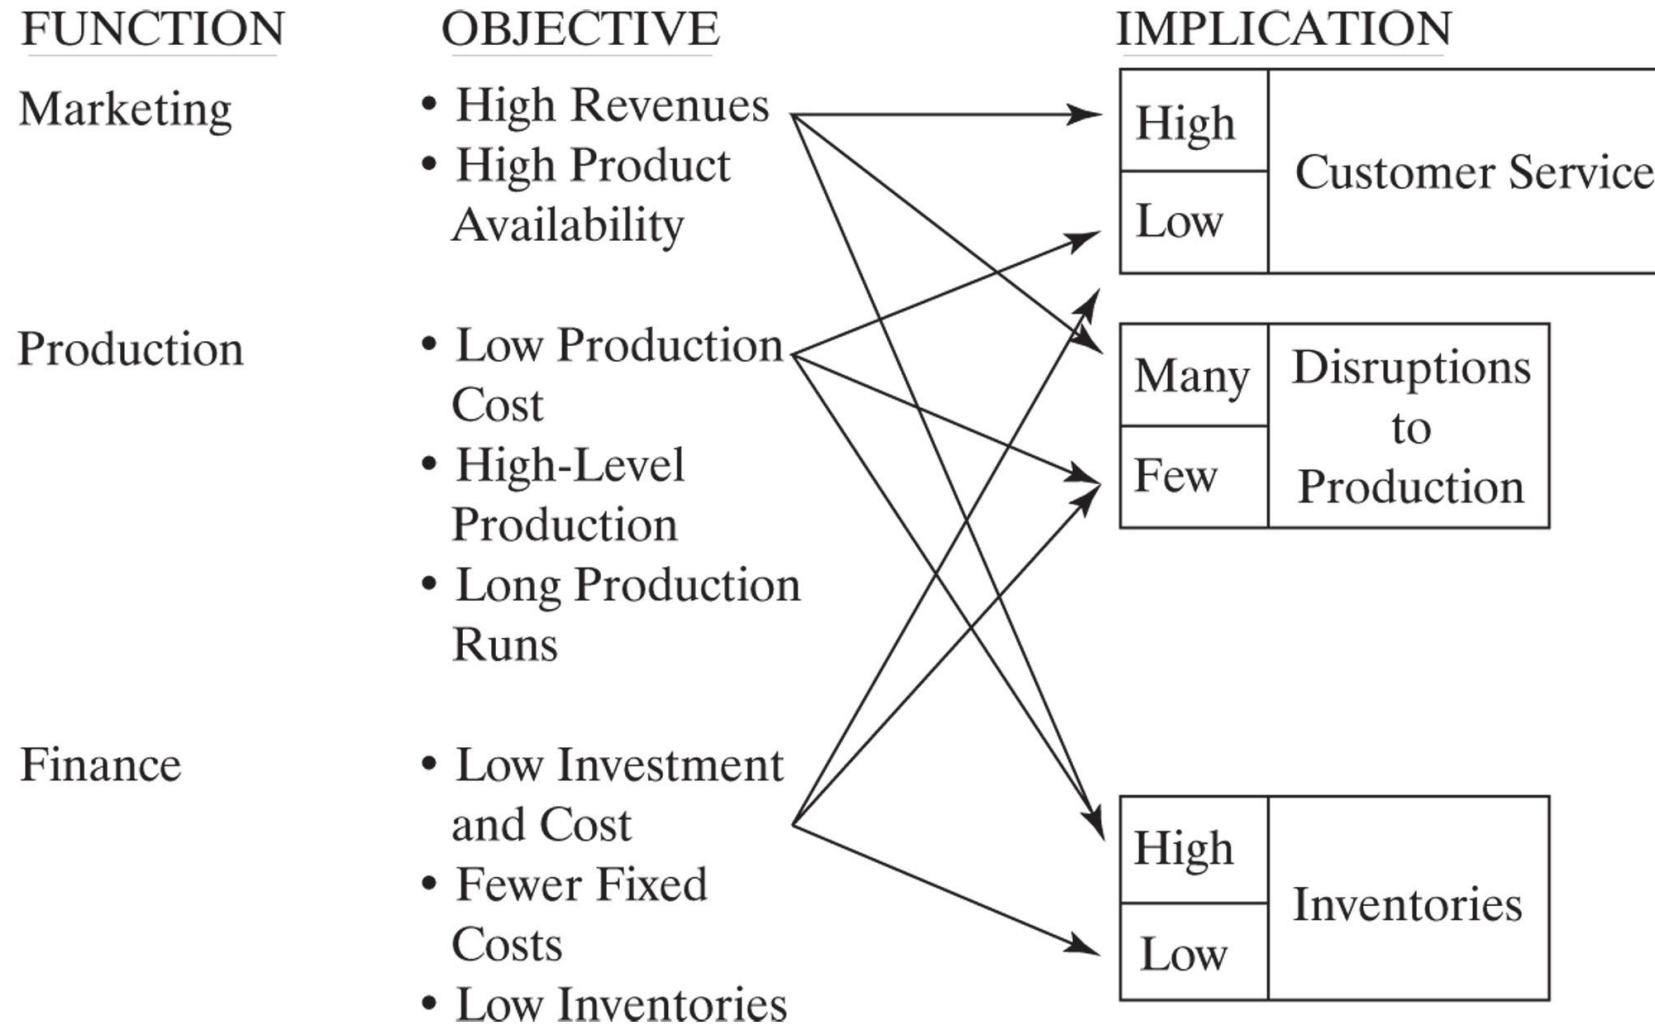 FUNCTION OBJECTIVE IMPLICATION
Marketing
• High Revenues
• High Product
Availability
High
Low
Customer Service
Production
• Low Production
Cost
• High-Level
Production
• Long Production
Runs
Many
Few
Disruptions
to
Production
Finance
• Low Investment
and Cost
• Fewer Fixed
Costs
• Low Inventories
High
Low
Inventories